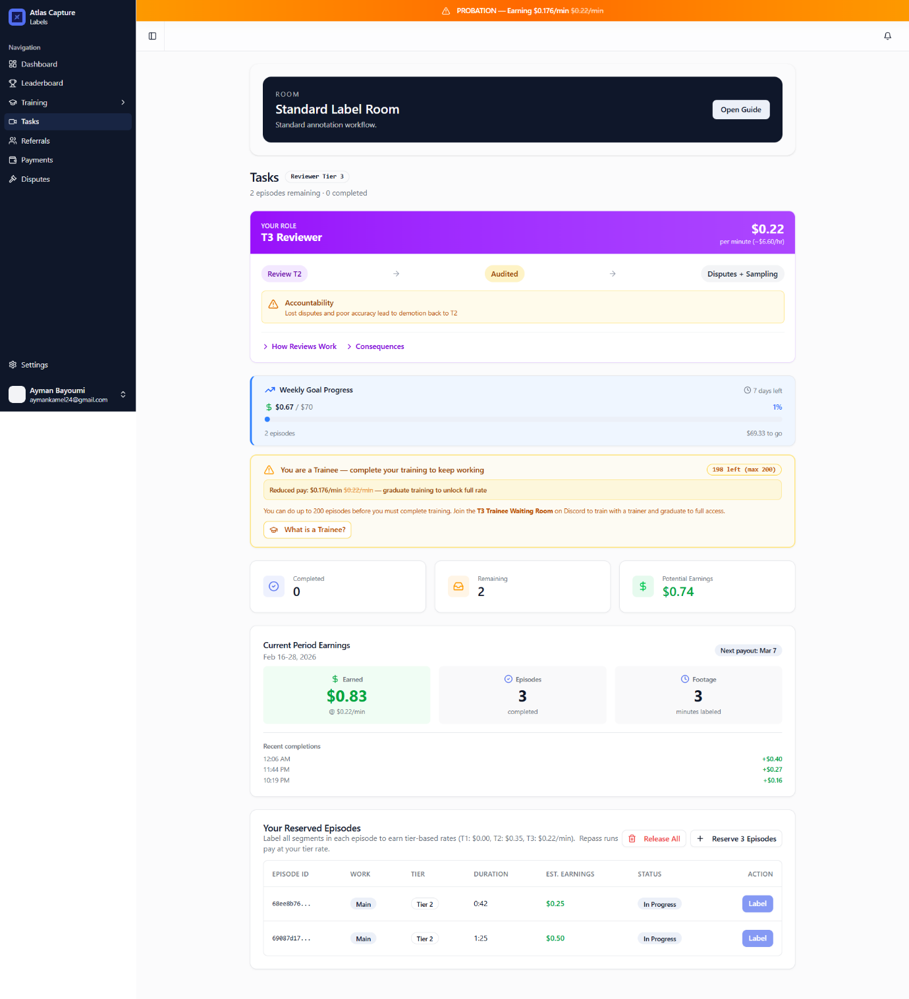 Atlas Capture
Labels
Navigation
Dashboard
Leaderboard
Training
Tasks
Referrals
Payments
Disputes
Settings
Ayman Bayoumi
aymankamel24@gmail.com
PROBATION — Earning $0.176/min $0.22/min
ROOM
Standard Label Room
Standard annotation workflow.
Open Guide
Tasks Reviewer Tier 3
2 episodes remaining · 0 completed
YOUR ROLE
T3 Reviewer
$0.22
per minute (~$6.60/hr)
Review T2 → Audited → Disputes + Sampling
Accountability
Lost disputes and poor accuracy lead to demotion back to T2
How Reviews Work Consequences
Weekly Goal Progress 7 days left
$0.67 / $70 1%
2 episodes $69.33 to go
You are a Trainee — complete your training to keep working 198 left (max 200)
Reduced pay: $0.176/min $0.22/min — graduate training to unlock full rate
You can do up to 200 episodes before you must complete training. Join the T3 Trainee Waiting Room on Discord to train with a trainer and graduate to full access.
What is a Trainee?
Completed
0
Remaining
2
Potential Earnings
$0.74
Current Period Earnings
Feb 16-28, 2026
Next payout: Mar 7
Earned
$0.83
@ $0.22/min
Episodes
3
completed
Footage
3
minutes labeled
Recent completions
12:06 AM +$0.40
11:44 PM +$0.27
10:19 PM +$0.16
Your Reserved Episodes
Label all segments in each episode to earn tier-based rates (T1: $0.00, T2: $0.35, T3: $0.22/min). Repass runs
pay at your tier rate.
Release All
Reserve 3 Episodes
EPISODE ID WORK TIER DURATION EST. EARNINGS STATUS ACTION
68ee8b76... Main Tier 2 0:42 $0.25 In Progress Label
69087d17... Main Tier 2 1:25 $0.50 In Progress Label